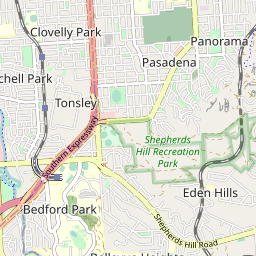 Clovelly Park
Panorama
Pasadena
chell Park
Tonsley
Southern Expressway
Shepherds
Hill Recreation
Park
Eden Hills
Bedford Park
Shepherds Hill Road
Bellevue Heights